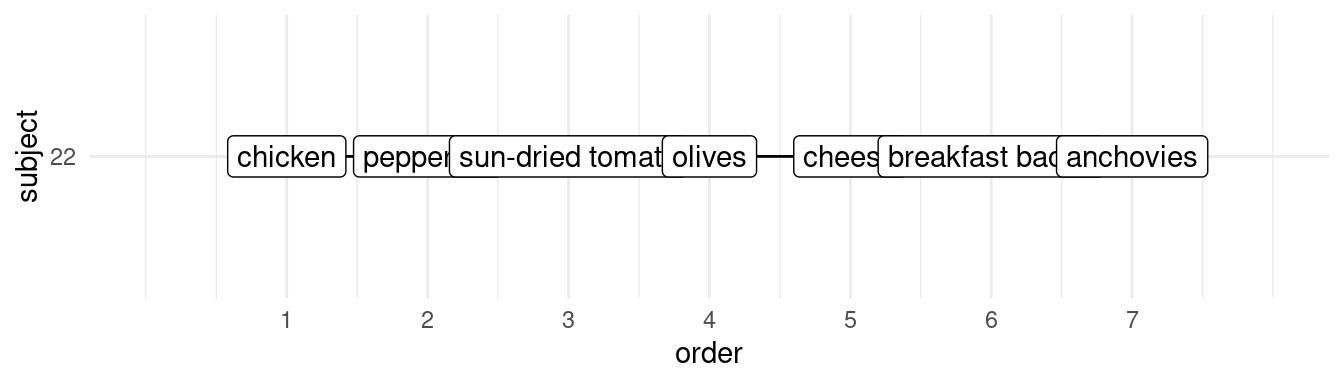 subject
22
chicken pepper sun-dried tomat olives chees breakfast bac anchovies
1 2 3 4 5 6 7
order